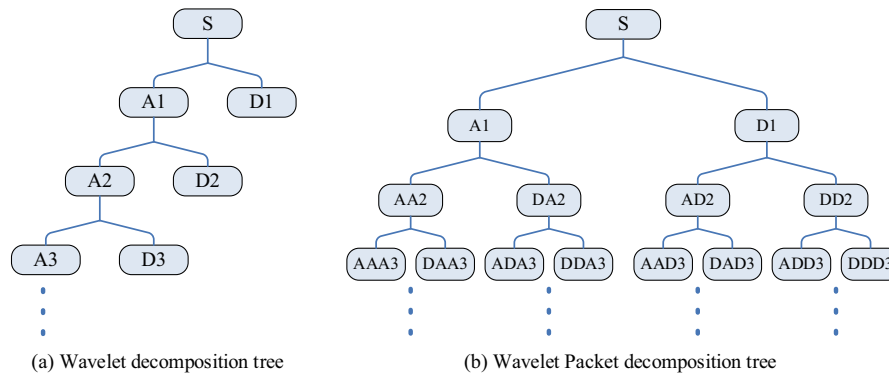 S
A1
D1
A2
D2
A3
D3
(a) Wavelet decomposition tree
S
A1
D1
AA2
DA2
AD2
DD2
AAA3
DAA3
ADA3
DDA3
AAD3
DAD3
ADD3
DDD3
(b) Wavelet Packet decomposition tree